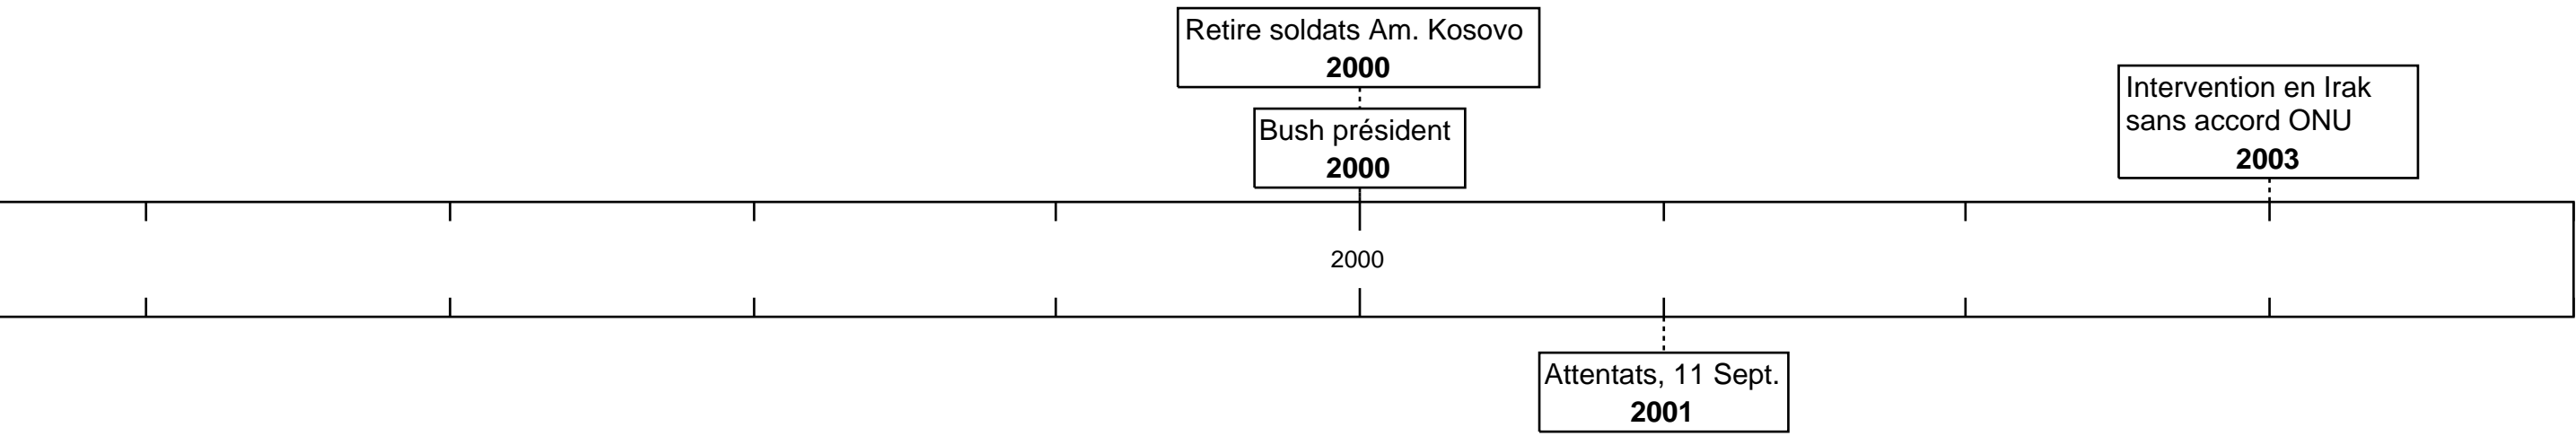 Retire soldats Am. Kosovo
2000
Bush président
2000
Intervention en Irak
sans accord ONU
2003
2000
Attentats, 11 Sept.
2001